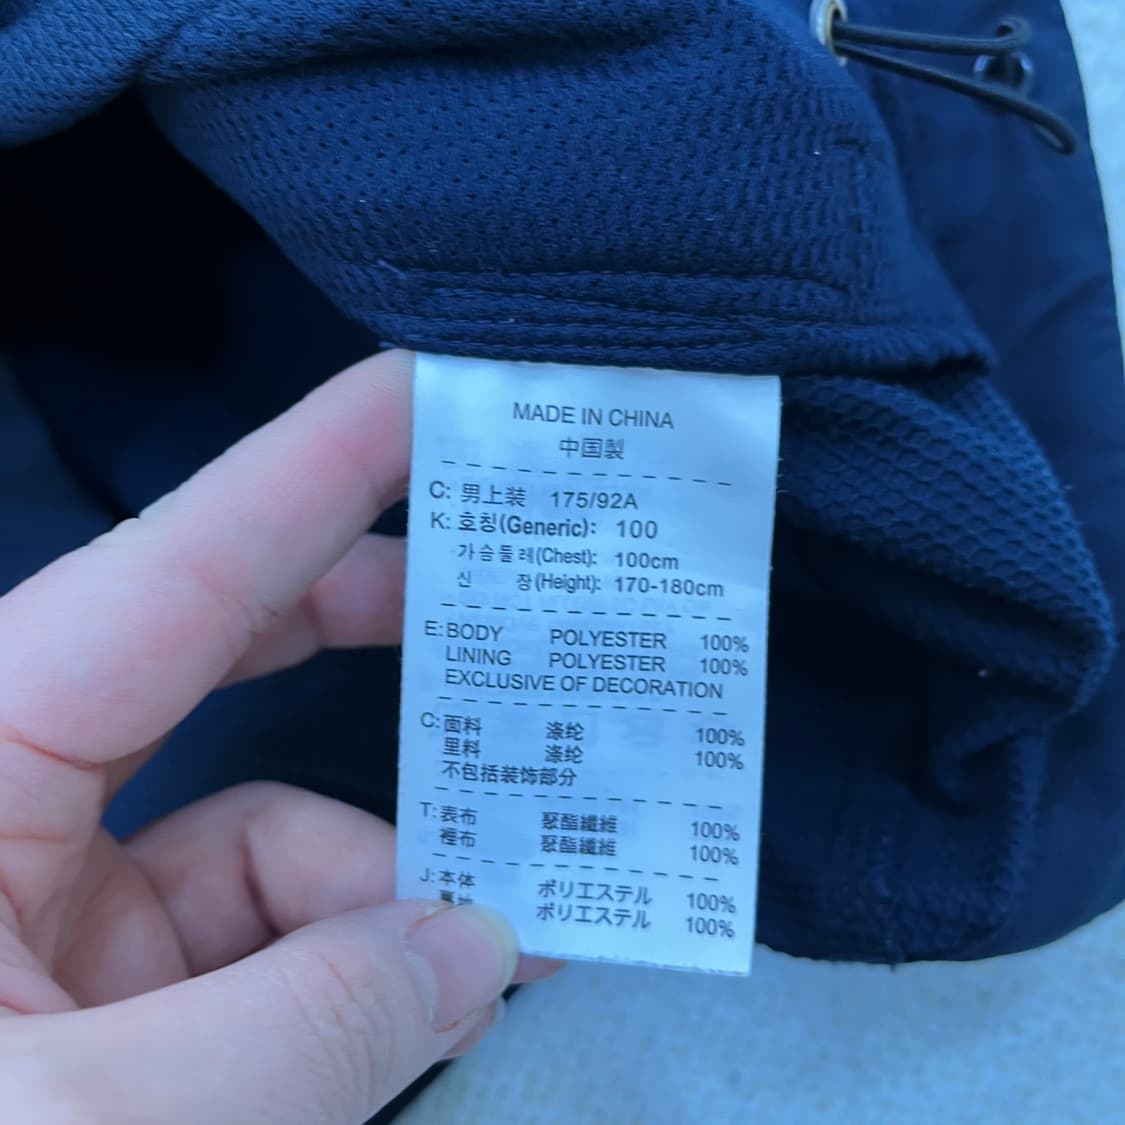 MADE IN CHINA
中国製
C: 男上装 175/92A
K: 호칭(Generic): 100
가슴둘레(Chest): 100cm
신 장(Height): 170-180cm
E: BODY POLYESTER 100%
LINING POLYESTER 100%
EXCLUSIVE OF DECORATION
C: 面料 涤纶 100%
里料 涤纶 100%
不包括装饰部分
T: 表布 聚酯纖維 100%
裡布 聚酯纖維 100%
J: 本体 ポリエステル 100%
ポリエステル 100%